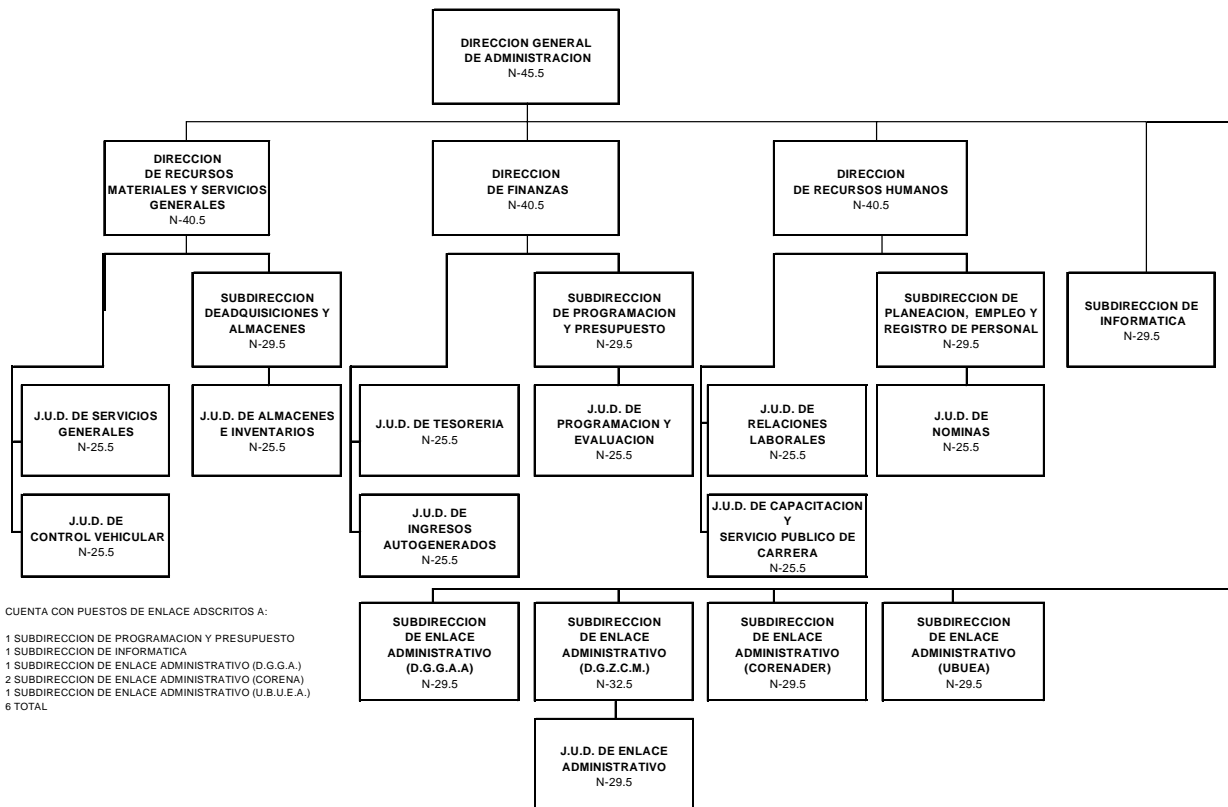 DIRECCION GENERAL
DE ADMINISTRACION
N-45.5
DIRECCION
DE RECURSOS
MATERIALES Y SERVICIOS
GENERALES
N-40.5
DIRECCION
DE FINANZAS
N-40.5
DIRECCION
DE RECURSOS HUMANOS
N-40.5
SUBDIRECCION
DEADQUISICIONES Y
ALMACENES
N-29.5
SUBDIRECCION
DE PROGRAMACION
Y PRESUPUESTO
N-29.5
SUBDIRECCION DE
PLANEACION, EMPLEO Y
REGISTRO DE PERSONAL
N-29.5
SUBDIRECCION DE
INFORMATICA
N-29.5
J.U.D. DE SERVICIOS
GENERALES
N-25.5
J.U.D. DE ALMACENES
E INVENTARIOS
N-25.5
J.U.D. DE TESORERIA
N-25.5
J.U.D. DE
PROGRAMACION Y
EVALUACION
N-25.5
J.U.D. DE
RELACIONES
LABORALES
N-25.5
J.U.D. DE
NOMINAS
N-25.5
J.U.D. DE
CONTROL VEHICULAR
N-25.5
J.U.D. DE
INGRESOS
AUTOGENERADOS
N-25.5
J.U.D. DE CAPACITACION
Y
SERVICIO PUBLICO DE
CARRERA
N-25.5
CUENTA CON PUESTOS DE ENLACE ADSCRITOS A:
1 SUBDIRECCION DE PROGRAMACION Y PRESUPUESTO
1 SUBDIRECCION DE INFORMATICA
1 SUBDIRECCION DE ENLACE ADMINISTRATIVO (D.G.G.A.)
2 SUBDIRECCION DE ENLACE ADMINISTRATIVO (CORENA)
1 SUBDIRECCION DE ENLACE ADMINISTRATIVO (U.B.U.E.A.)
6 TOTAL
SUBDIRECCION
DE ENLACE
ADMINISTRATIVO
(D.G.G.A.A)
N-29.5
SUBDIRECCION
DE ENLACE
ADMINISTRATIVO
(D.G.Z.C.M.)
N-32.5
SUBDIRECCION
DE ENLACE
ADMINISTRATIVO
(CORENADER)
N-29.5
SUBDIRECCION
DE ENLACE
ADMINISTRATIVO
(UBUEA)
N-29.5
J.U.D. DE ENLACE
ADMINISTRATIVO
N-29.5